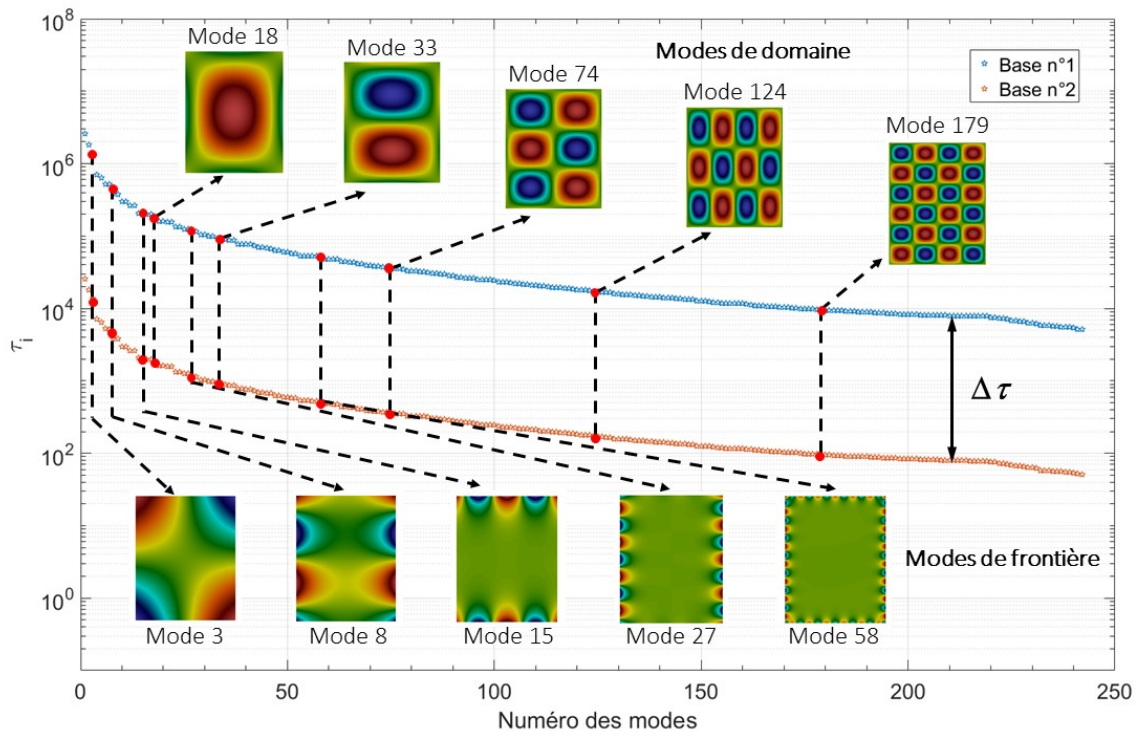 10^8
10^6
10^4
10^2
10^0
τi
Mode 18
Mode 33
Mode 74
Modes de domaine
Mode 124
Mode 179
Base n°1
Base n°2
Δτ
Modes de frontière
Mode 3
Mode 8
Mode 15
Mode 27
Mode 58
0
50
100
150
200
250
Numéro des modes